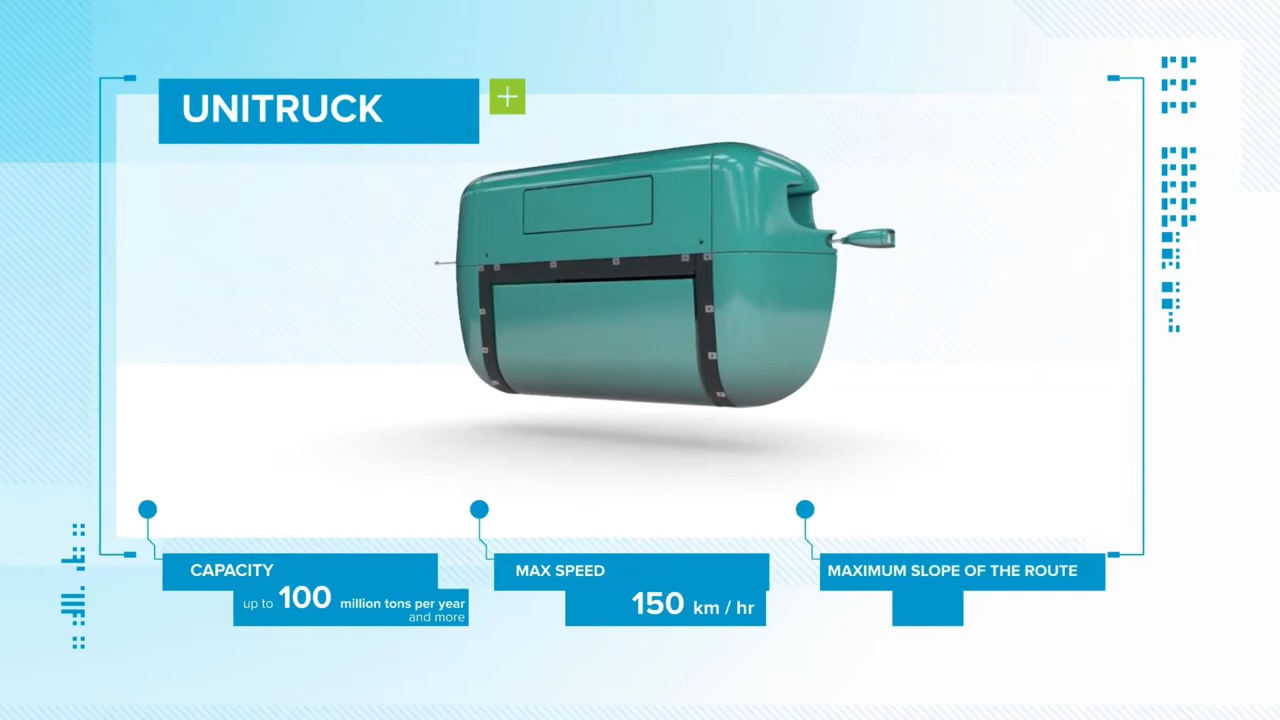 UNITRUCK
CAPACITY
up to 100 million tons per year
and more
MAX SPEED
150 km / hr
MAXIMUM SLOPE OF THE ROUTE